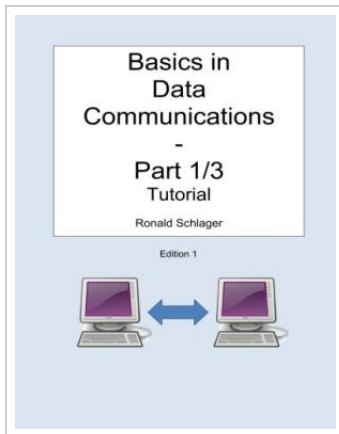 Basics in
Data
Communications
-
Part 1/3
Tutorial
Ronald Schlager
Edition 1